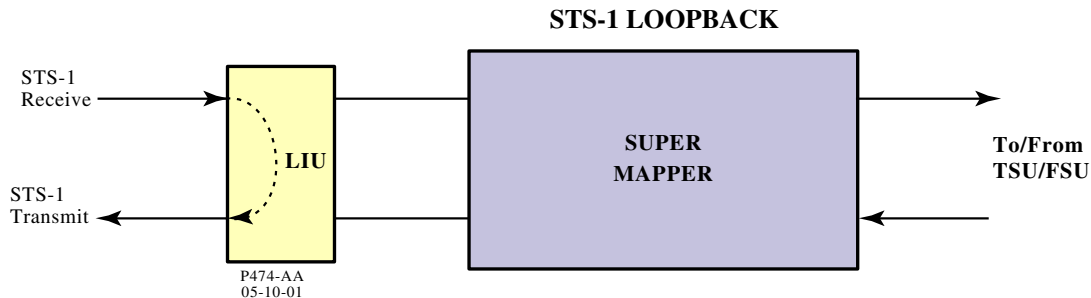 STS-1 LOOPBACK
STS-1
Receive
LIU
SUPER
MAPPER
To/From
TSU/FSU
STS-1
Transmit
P474-AA
05-10-01